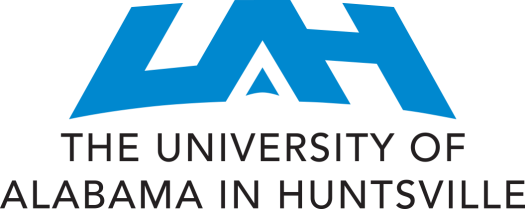 UAH
THE UNIVERSITY OF
ALABAMA IN HUNTSVILLE